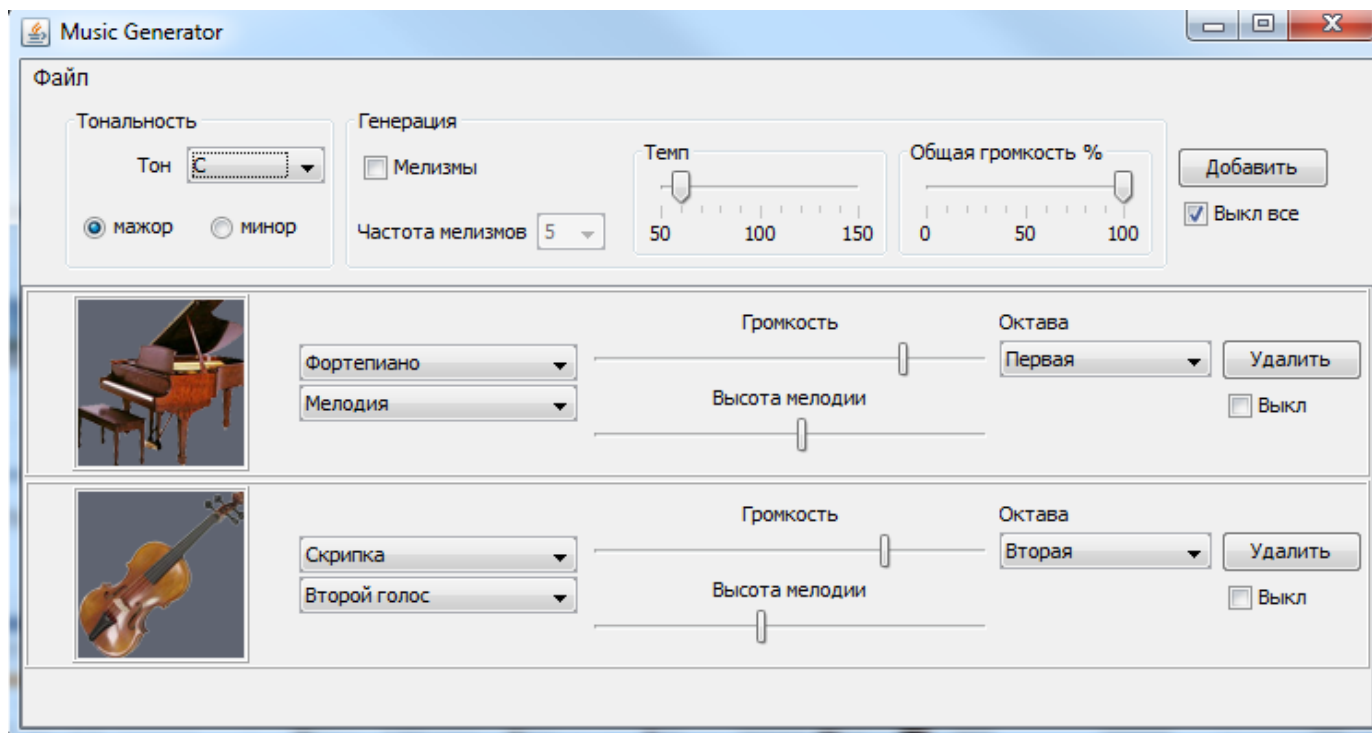 Music Generator
Файл
Тональность
Тон C
мажор минор
Генерация
Мелизмы
Частота мелизмов 5
Темп
50 100 150
Общая громкость %
0 50 100
Добавить
Выкл все
Фортепиано
Мелодия
Громкость
Высота мелодии
Октава
Первая
Удалить
Выкл
Скрипка
Второй голос
Громкость
Высота мелодии
Октава
Вторая
Удалить
Выкл